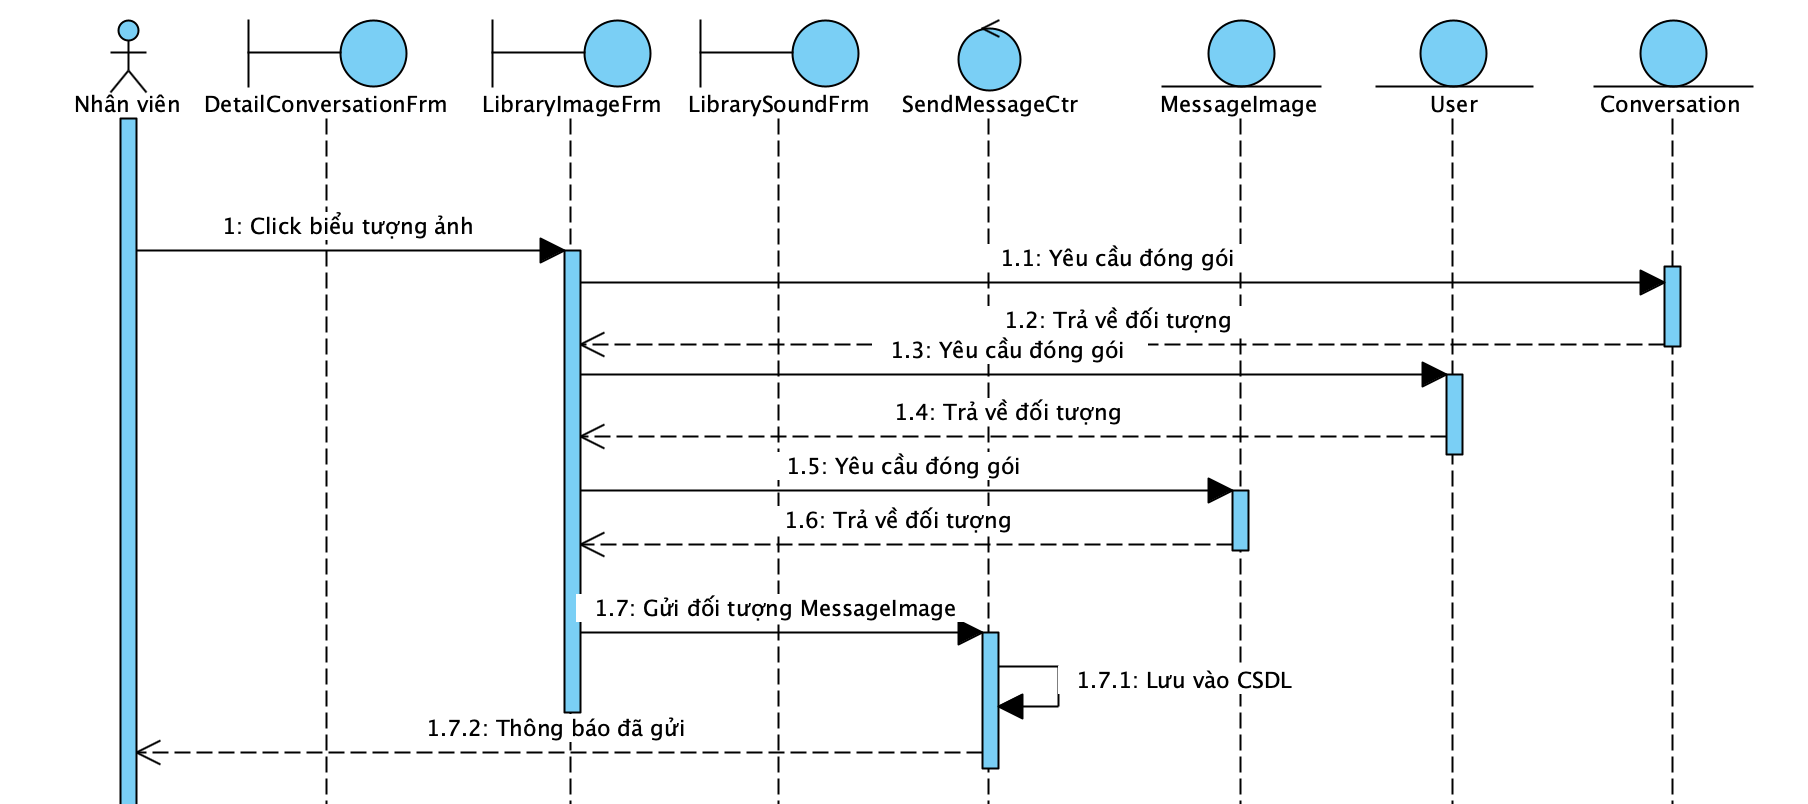 Nhân viên
DetailConversationFrm
LibraryImageFrm
LibrarySoundFrm
SendMessageCtr
MessageImage
User
Conversation
1: Click biểu tượng ảnh
1.1: Yêu cầu đóng gói
1.2: Trả về đối tượng
1.3: Yêu cầu đóng gói
1.4: Trả về đối tượng
1.5: Yêu cầu đóng gói
1.6: Trả về đối tượng
1.7: Gửi đối tượng MessageImage
1.7.1: Lưu vào CSDL
1.7.2: Thông báo đã gửi